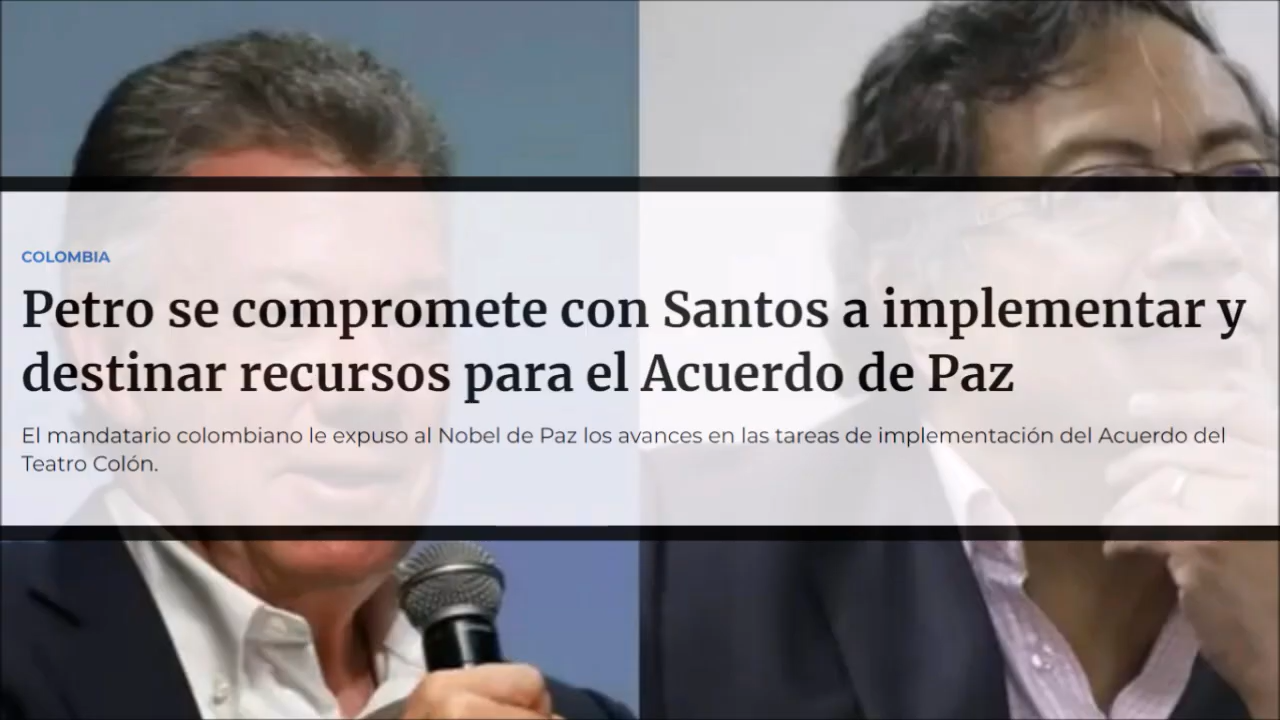 COLOMBIA
Petro se compromete con Santos a implementar y
destinar recursos para el Acuerdo de Paz
El mandatario colombiano le expuso al Nobel de Paz los avances en las tareas de implementación del Acuerdo del
Teatro Colón.